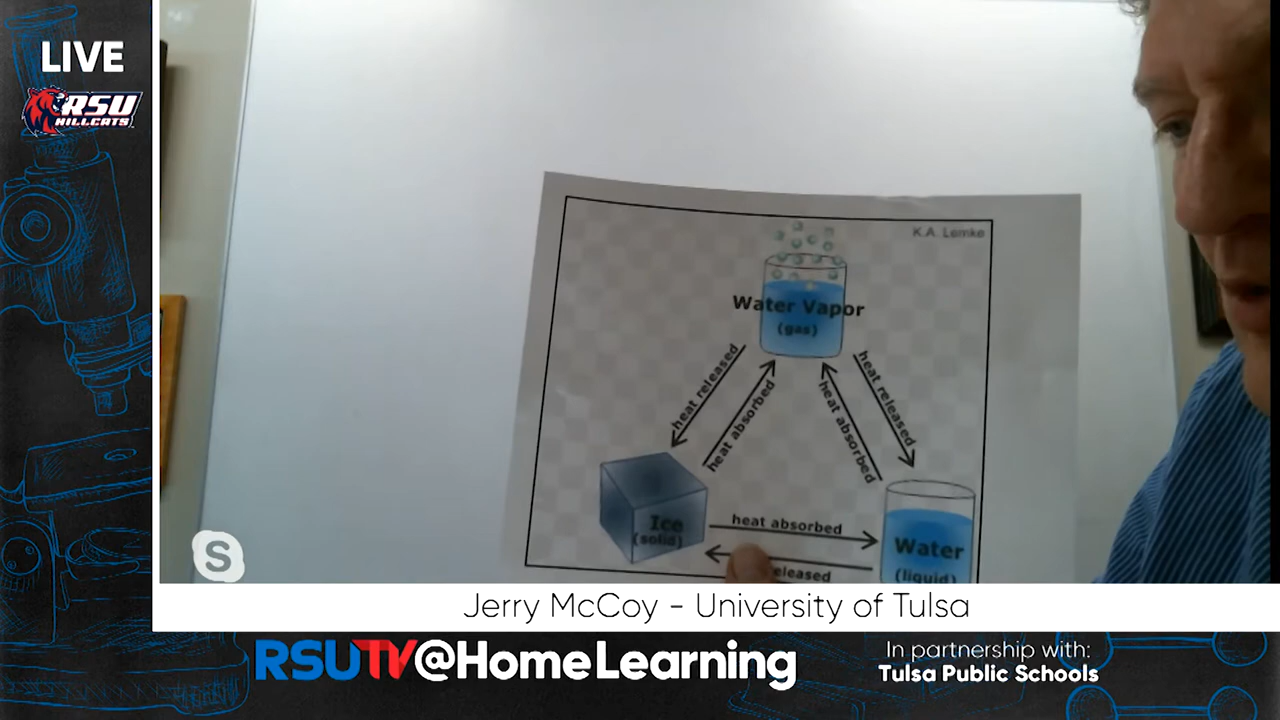 LIVE
RSU
HILLCATS
K.A. Lemke
Water Vapor
(gas)
heat released
heat absorbed
heat absorbed
heat released
Ice
(solid)
heat absorbed
eleased
Water
(liquid)
S
Jerry McCoy - University of Tulsa
RSUTV@HomeLearning
In partnership with:
Tulsa Public Schools